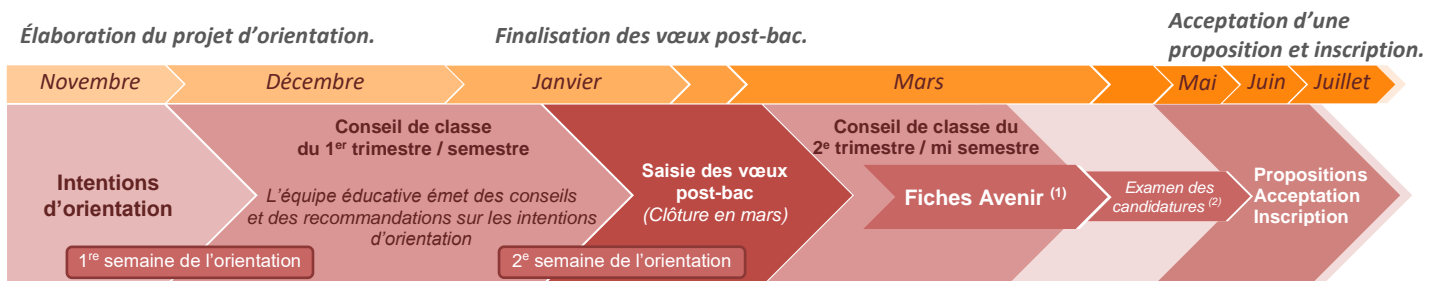 Élaboration du projet d’orientation.
Finalisation des vœux post-bac.
Acceptation d’une
proposition et inscription.
Novembre
Décembre
Janvier
Mars
Mai
Juin
Juillet
Intentions
d’orientation
1re semaine de l’orientation
Conseil de classe
du 1er trimestre / semestre
L’équipe éducative émet des conseils
et des recommandations sur les intentions
d’orientation
Saisie des vœux
post-bac
(Clôture en mars)
2e semaine de l’orientation
Conseil de classe du
2e trimestre / mi semestre
Fiches Avenir (1)
Examen des
candidatures (2)
Propositions
Acceptation
Inscription